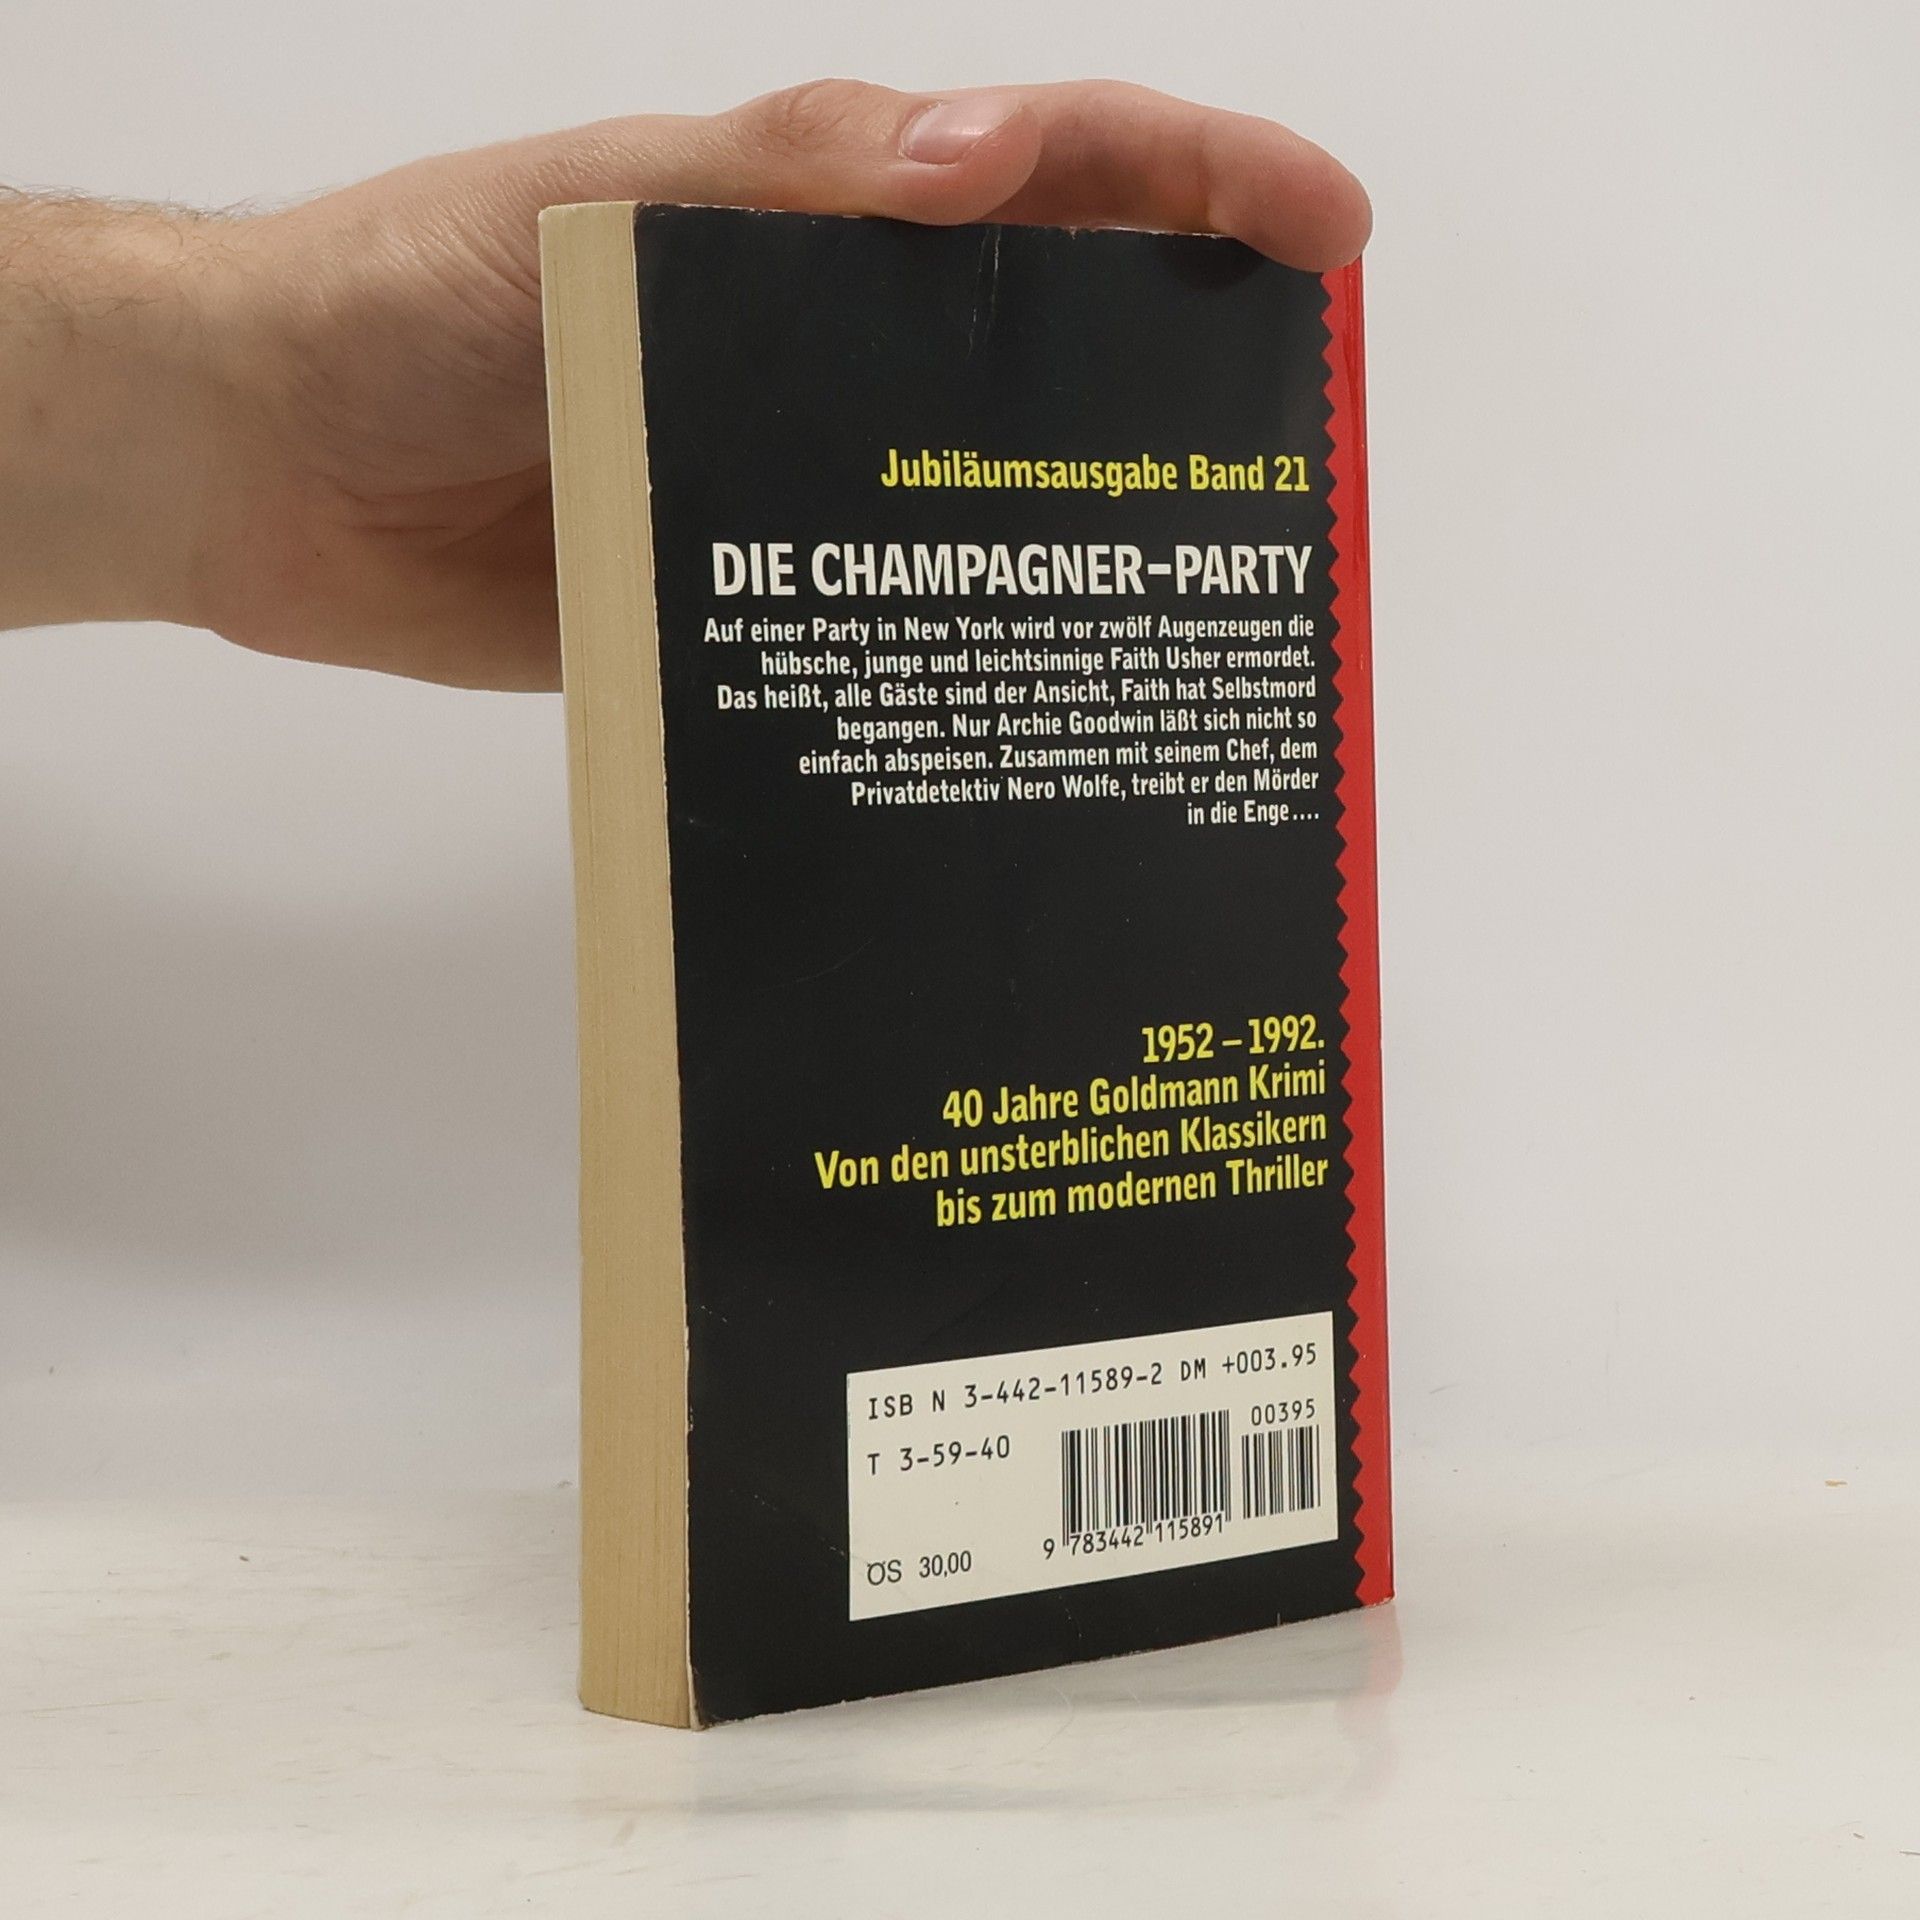 Jubiläumsausgabe Band 21
DIE CHAMPAGNER-PARTY
Auf einer Party in New York wird vor zwölf Augenzeugen die
hübsche, junge und leichtsinnige Faith Usher ermordet.
Das heißt, alle Gäste sind der Ansicht, Faith hat Selbstmord
begangen. Nur Archie Goodwin läßt sich nicht so
einfach abspeisen. Zusammen mit seinem Chef, dem
Privatdetektiv Nero Wolfe, treibt er den Mörder
in die Enge....
1952 – 1992.
40 Jahre Goldmann Krimi
Von den unsterblichen Klassikern
bis zum modernen Thriller
ISB N 3-442-11589-2 DM +003.95
T 3-59-40
00395
9 783442 115891
ÖS 30,00